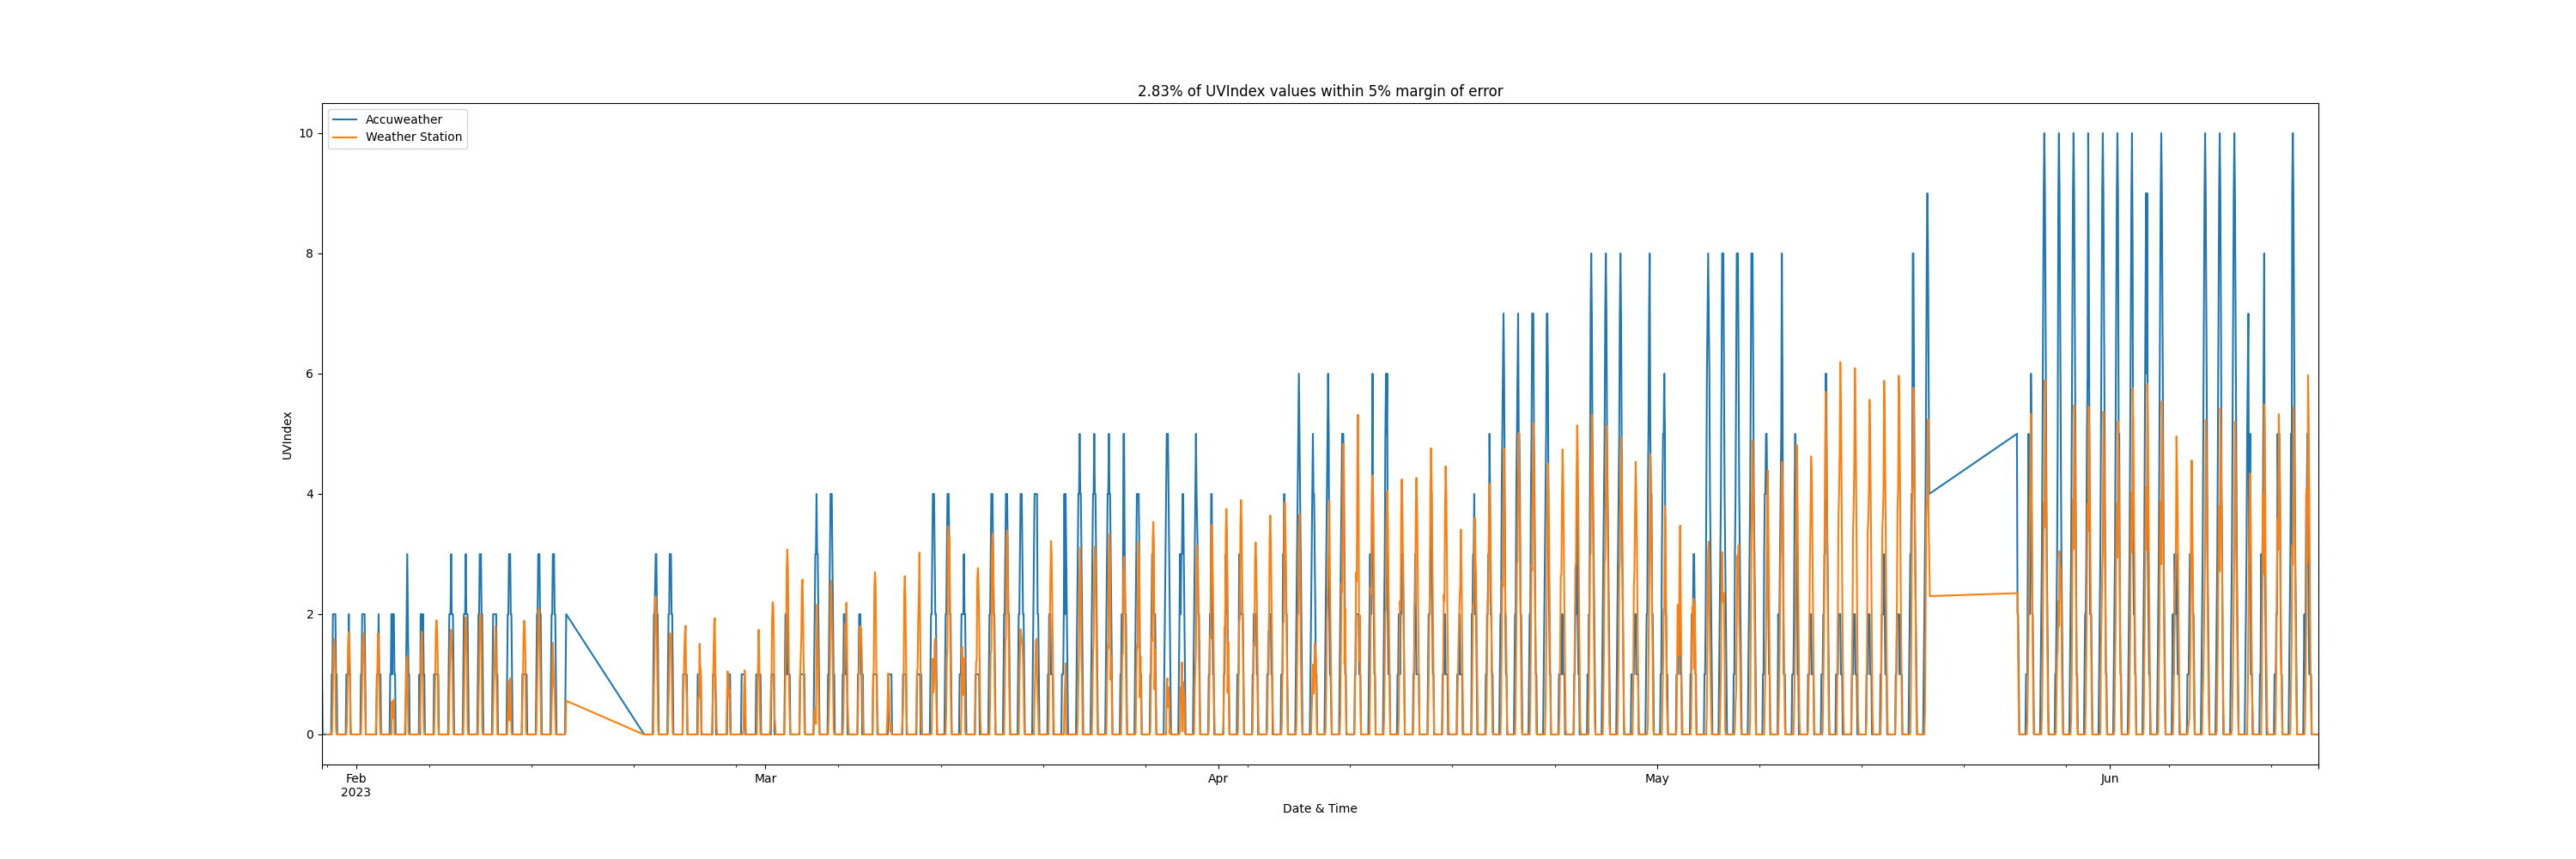 2.83% of UVIndex values within 5% margin of error
Accuweather
Weather Station
10
8
6
4
2
0
UVIndex
Feb
2023
Mar
Apr
May
Jun
Date & Time